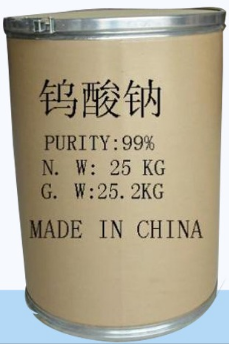 钨酸钠
PURITY:99%
N. W: 25 KG
G. W:25.2KG
MADE IN CHINA